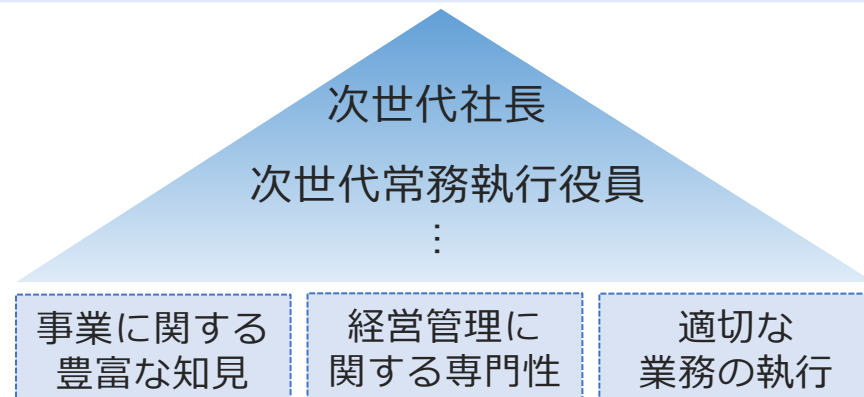 次世代社長
次世代常務執行役員
⋮
事業に関する
豊富な知見
経営管理に
関する専門性
適切な
業務の執行